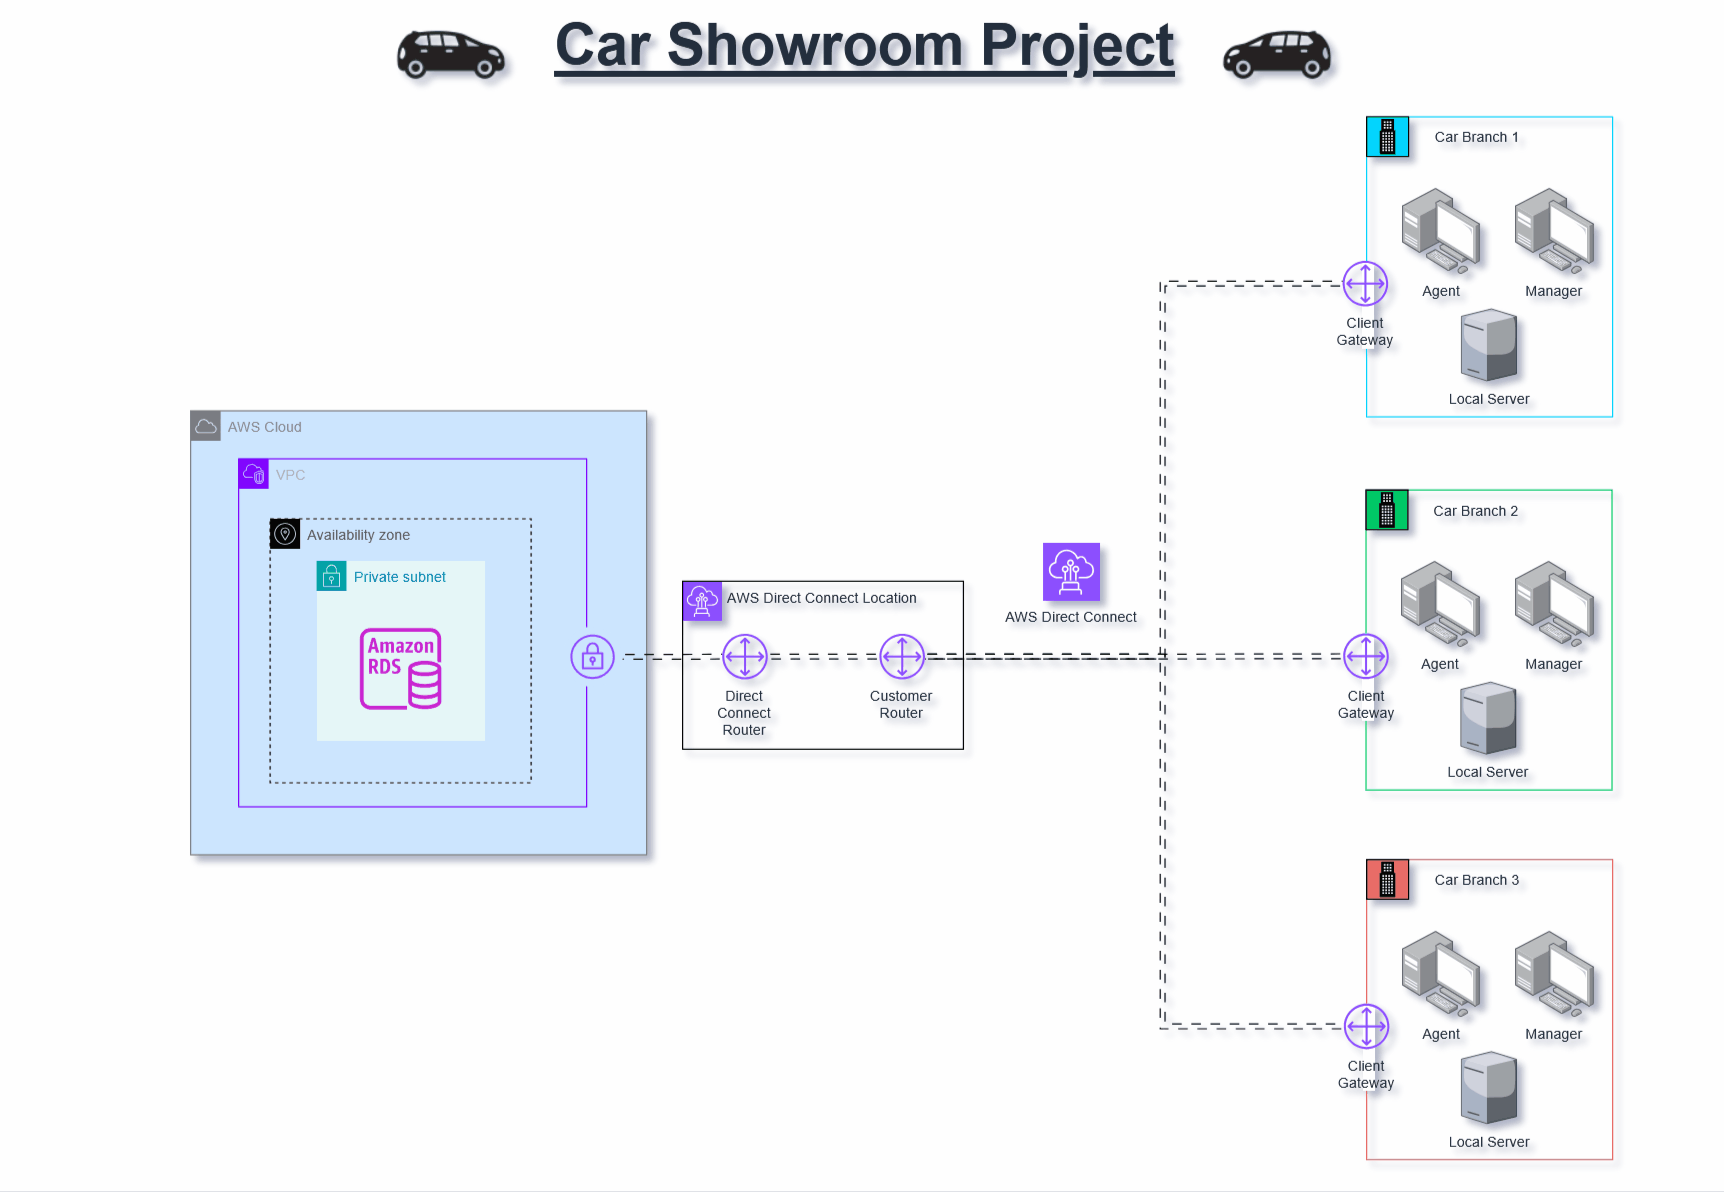 Car Showroom Project
Car Branch 1
Agent
Manager
Client
Gateway
Local Server
AWS Cloud
VPC
Availability zone
Private subnet
Amazon
RDS
AWS Direct Connect Location
Direct
Connect
Router
Customer
Router
AWS Direct Connect
Car Branch 2
Agent
Manager
Client
Gateway
Local Server
Car Branch 3
Agent
Manager
Client
Gateway
Local Server